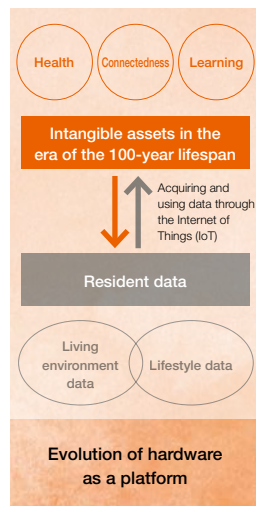 Health
Connectedness
Learning
Intangible assets in the
era of the 100-year lifespan
Acquiring and
using data through
the Internet of
Things (IoT)
Resident data
Living
environment
data
Lifestyle data
Evolution of hardware
as a platform